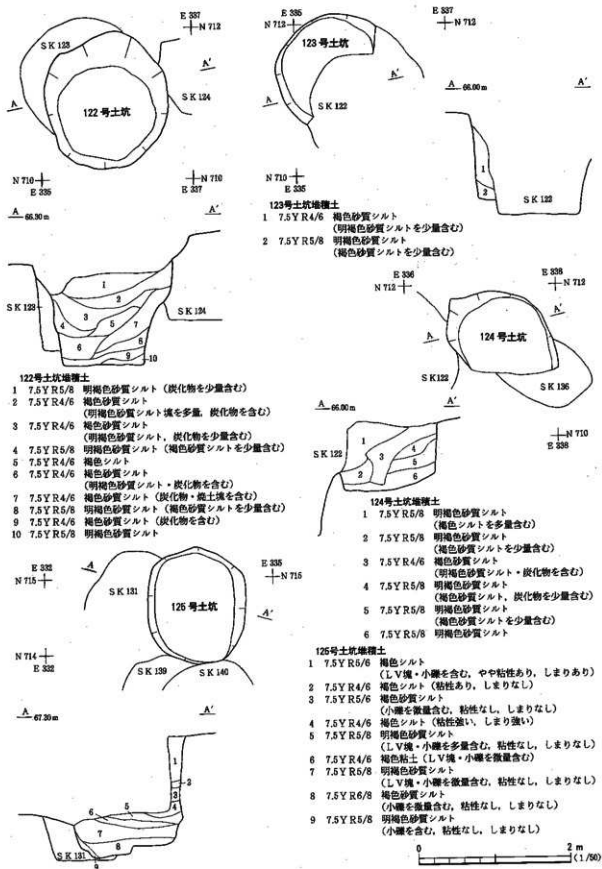 E 337
N 712
SK 123
A'
A
SK 124
122号土坑
N 710
E 335
N 710
E 337
A 66.30m
A'
SK 123
1
2
3
4
5
7
6
8
9
10
SK 124
122号土坑堆積土
1 7.5YR5/8 明褐色砂質シルト(炭化物を少量含む)
2 7.5YR4/6 褐色砂質シルト
(明褐色砂質シルト塊を多量,炭化物を含む)
3 7.5YR4/6 褐色砂質シルト
(明褐色砂質シルト,炭化物を少量含む)
4 7.5YR5/8 明褐色砂質シルト(褐色砂質シルトを少量含む)
5 7.5YR4/6 褐色シルト
6 7.5YR4/6 褐色砂質シルト
(明褐色砂質シルト・炭化物を含む)
7 7.5YR4/6 褐色砂質シルト(炭化物・焼土塊を含む)
8 7.5YR5/8 明褐色砂質シルト(褐色砂質シルトを少量含む)
9 7.5YR4/6 褐色砂質シルト(炭化物を含む)
10 7.5YR5/8 明褐色砂質シルト
E 335
N 712
123号土坑
A'
A
SK 122
N 710
E 335
E 337
N 712
A 66.00m
A'
1
2
SK 122
123号土坑堆積土
1 7.5YR4/6 褐色砂質シルト
(明褐色砂質シルトを少量含む)
2 7.5YR5/8 明褐色砂質シルト
(褐色砂質シルトを少量含む)
E 336
N 712
E 338
N 712
A'
A
124号土坑
SK 122
SK 136
A 66.00m
A'
N 710
E 338
SK 122
1
2
3
4
5
6
124号土坑堆積土
1 7.5YR5/8 明褐色砂質シルト
(褐色シルトを多量含む)
2 7.5YR5/8 明褐色砂質シルト
(褐色砂質シルトを少量含む)
3 7.5YR4/6 褐色砂質シルト
(明褐色砂質シルト・炭化物を含む)
4 7.5YR5/8 明褐色砂質シルト
(褐色砂質シルト,炭化物を少量含む)
5 7.5YR5/8 明褐色砂質シルト
(褐色砂質シルトを少量含む)
6 7.5YR5/8 明褐色砂質シルト
E 332
N 715
A
SK 131
E 335
N 715
125号土坑
A'
N 714
E 332
SK 139
SK 140
A 67.20m
A'
1
2
3
4
5
6
7
8
SK 131
9
125号土坑堆積土
1 7.5YR5/6 褐色シルト
(LV塊・小礫を含む,やや粘性あり,しまりあり)
2 7.5YR4/6 褐色シルト(粘性あり,しまりなし)
3 7.5YR5/6 褐色砂質シルト
(小礫を微量含む,粘性なし,しまりなし)
4 7.5YR4/6 褐色シルト(粘性強い,しまり強い)
5 7.5YR5/8 明褐色砂質シルト
(LV塊・小礫を多量含む,粘性なし,しまりなし)
6 7.5YR4/6 褐色粘土(LV塊・小礫を微量含む)
7 7.5YR5/8 明褐色砂質シルト
(LV塊・小礫を微量含む,粘性なし,しまりなし)
8 7.5YR6/8 褐色砂質シルト
(小礫を微量含む,粘性なし,しまりなし)
9 7.5YR5/8 明褐色砂質シルト
(小礫を含む,粘性なし,しまりなし)
0
2 m
(1/50)